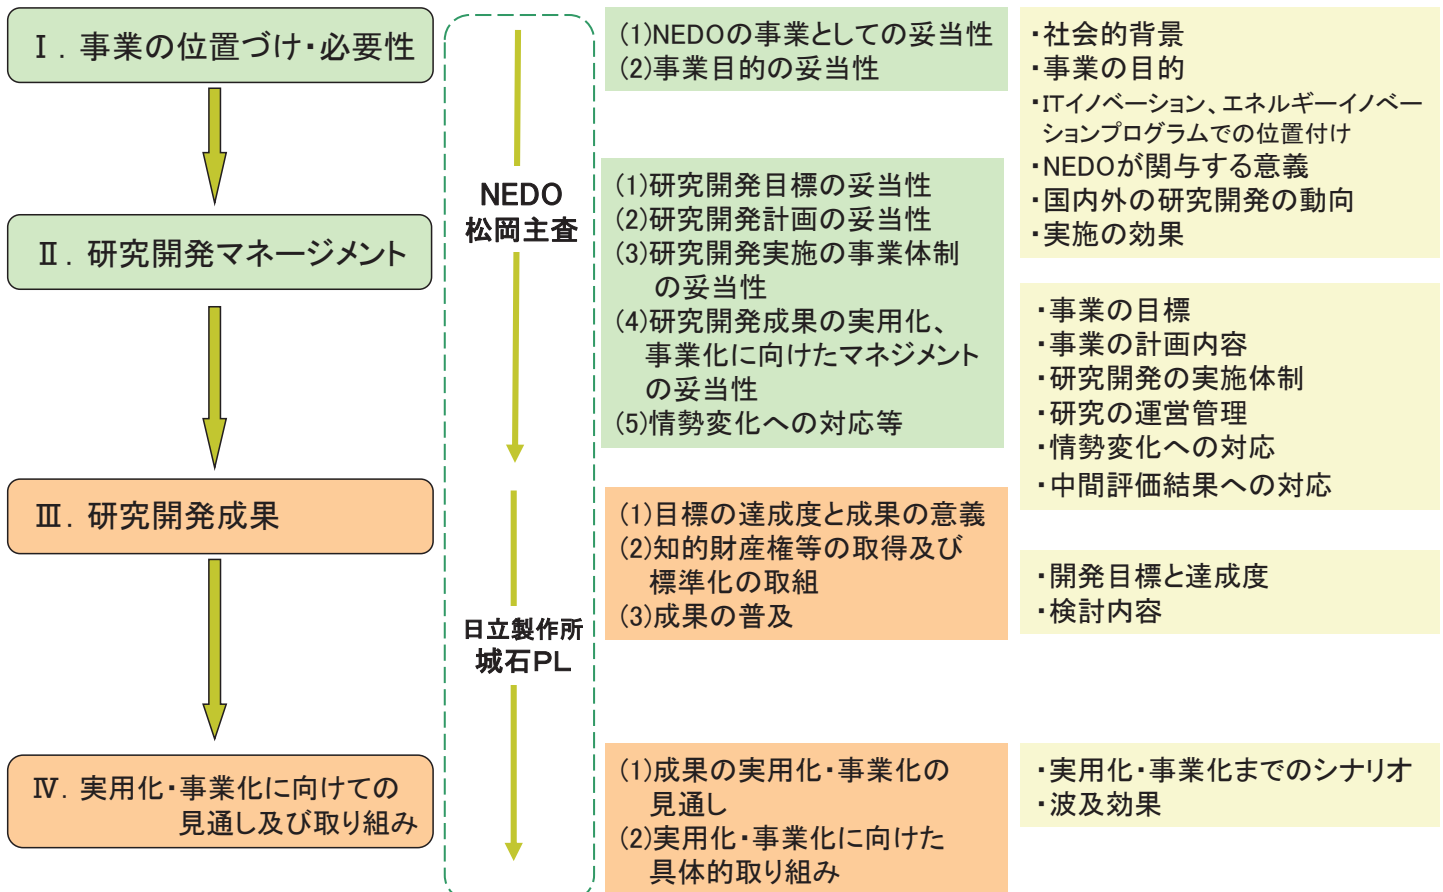 Ⅰ. 事業の位置づけ・必要性
Ⅱ. 研究開発マネージメント
Ⅲ. 研究開発成果
Ⅳ. 実用化・事業化に向けての
見通し及び取り組み
NEDO
松岡主査
日立製作所
城石PL
(1)NEDOの事業としての妥当性
(2)事業目的の妥当性
(1)研究開発目標の妥当性
(2)研究開発計画の妥当性
(3)研究開発実施の事業体制
の妥当性
(4)研究開発成果の実用化、
事業化に向けたマネジメント
の妥当性
(5)情勢変化への対応等
(1)目標の達成度と成果の意義
(2)知的財産権等の取得及び
標準化の取組
(3)成果の普及
(1)成果の実用化・事業化の
見通し
(2)実用化・事業化に向けた
具体的取り組み
・社会的背景
・事業の目的
・ITイノベーション、エネルギーイノベー
ションプログラムでの位置付け
・NEDOが関与する意義
・国内外の研究開発の動向
・実施の効果
・事業の目標
・事業の計画内容
・研究開発の実施体制
・研究の運営管理
・情勢変化への対応
・中間評価結果への対応
・開発目標と達成度
・検討内容
・実用化・事業化までのシナリオ
・波及効果